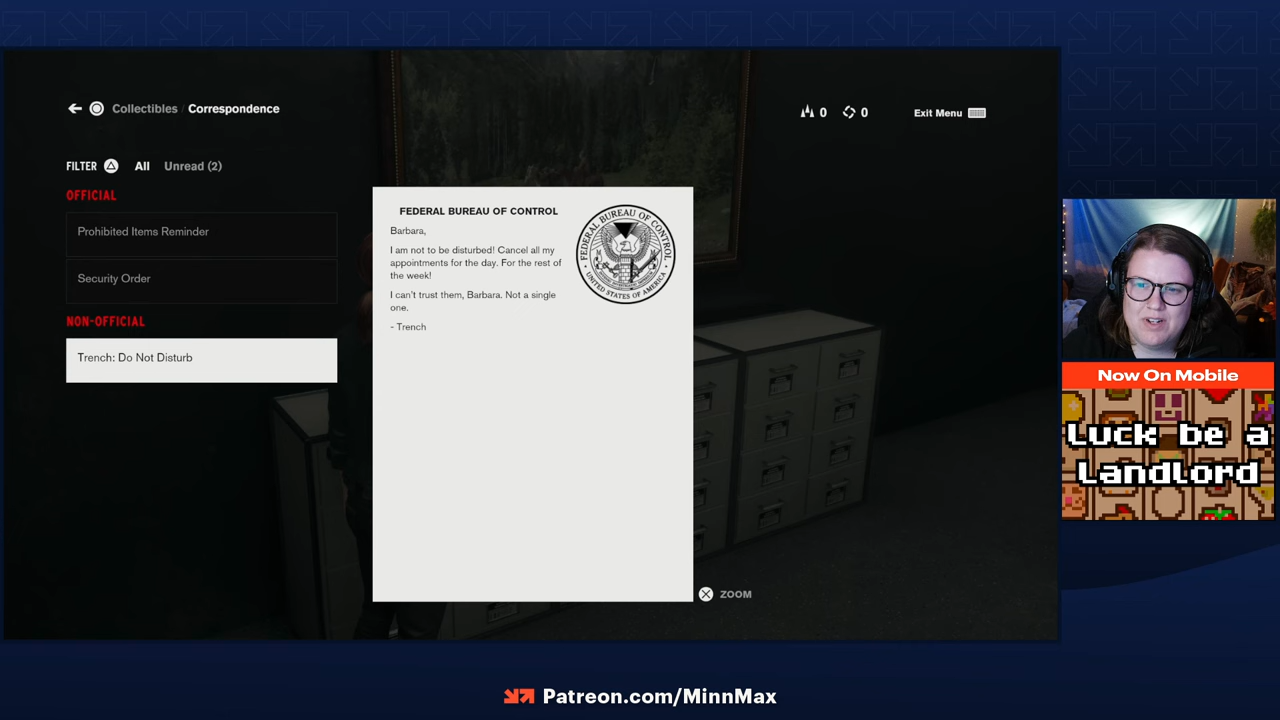 Collectibles / Correspondence
0 0 Exit Menu
FILTER All Unread (2)
OFFICIAL
Prohibited Items Reminder
Security Order
NON-OFFICIAL
Trench: Do Not Disturb
FEDERAL BUREAU OF CONTROL
Barbara,
I am not to be disturbed! Cancel all my
appointments for the day. For the rest of
the week!
I can't trust them, Barbara. Not a single
one.
- Trench
FEDERAL BUREAU OF CONTROL
UNITED STATES OF AMERICA
ZOOM
Now On Mobile
Luck be a
Landlord
Patreon.com/MinnMax